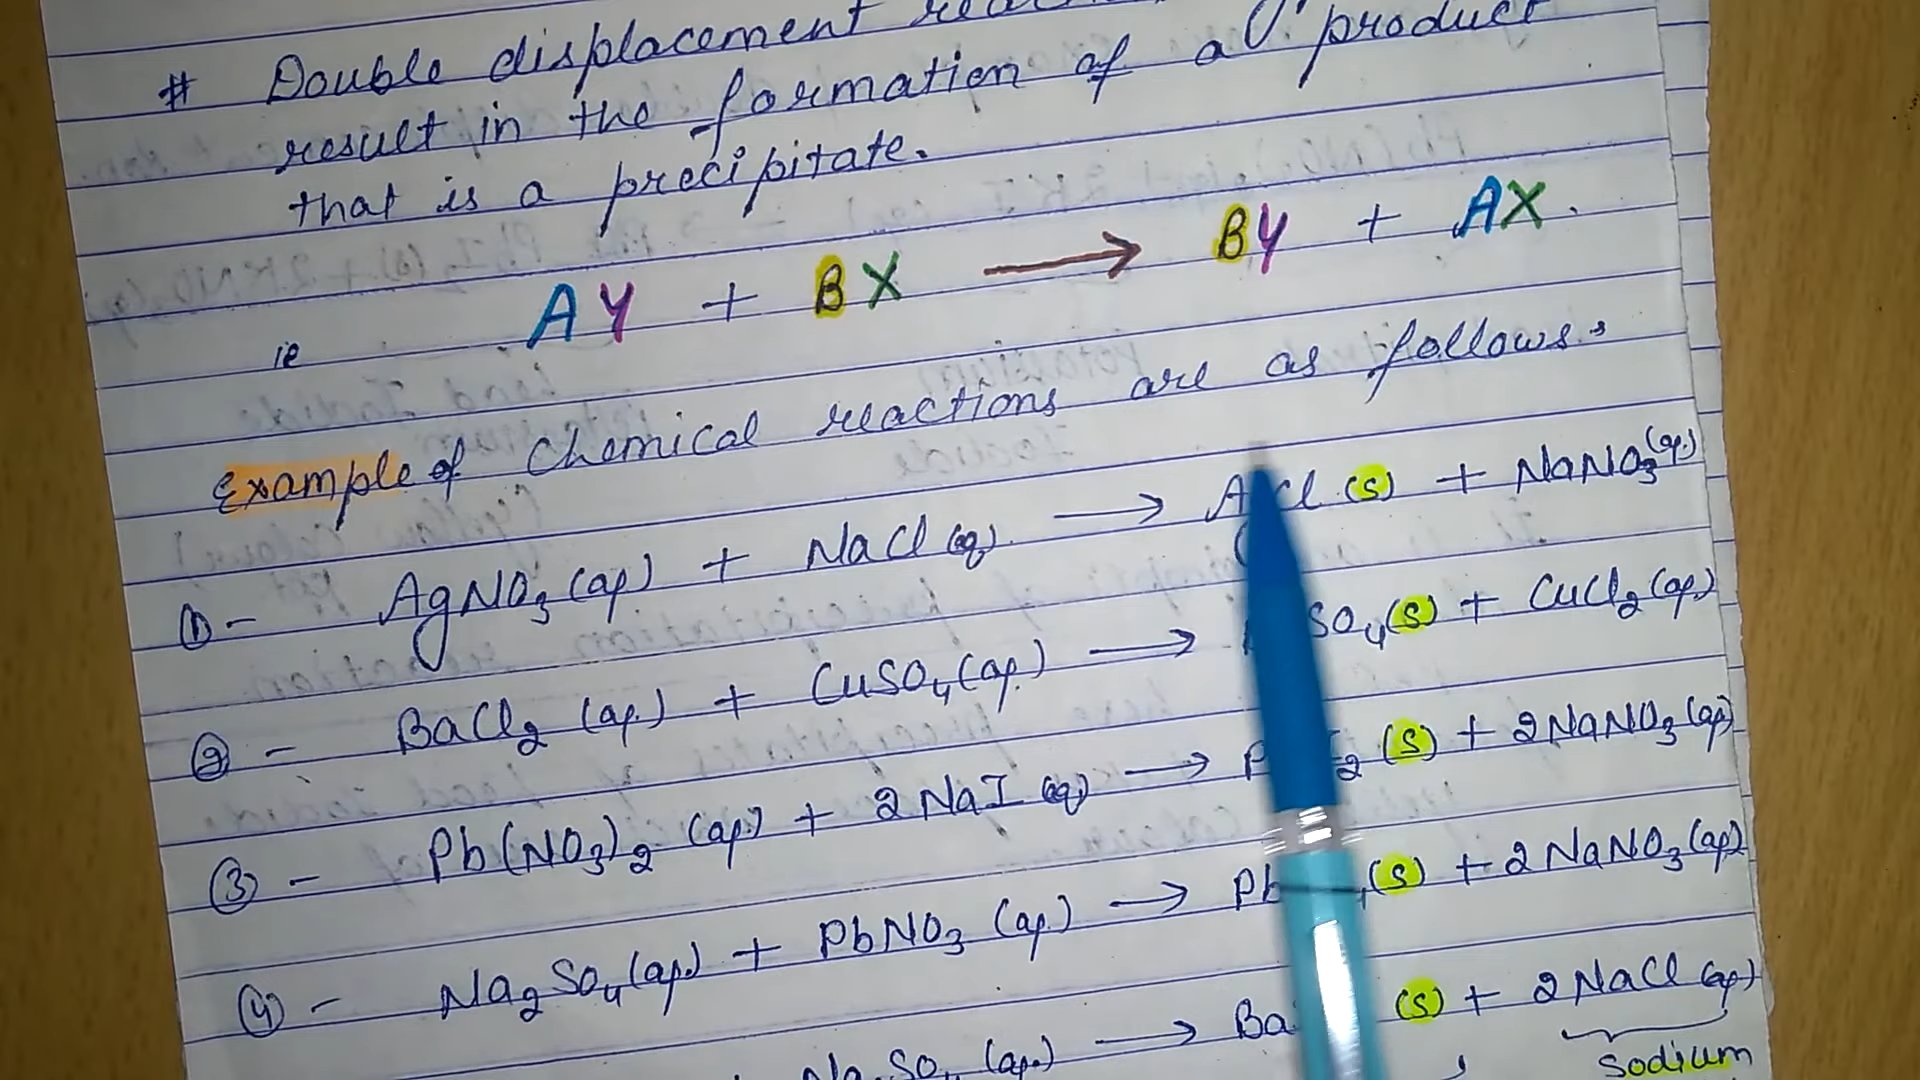 # Double displacement
result in the formation of a product
that is a precipitate.
ie AY + BX → BY + AX.
Example of Chemical reactions are as follows:
① - AgNO₃(aq.) + NaCl(aq). → Cl (s) + NaNO₃(aq.)
② - BaCl₂ (aq.) + CuSO₄(aq.) → SO₄(s) + CuCl₂(aq.)
③ - Pb(NO₃)₂ (aq.) + 2NaI(aq) → P ₂ (s) + 2NaNO₃(aq)
④ - Na₂SO₄(aq.) + PbNO₃ (aq.) → Pb (s) + 2NaNO₃(aq)
(aq.) → Ba (s) + 2NaCl(aq)
sodium